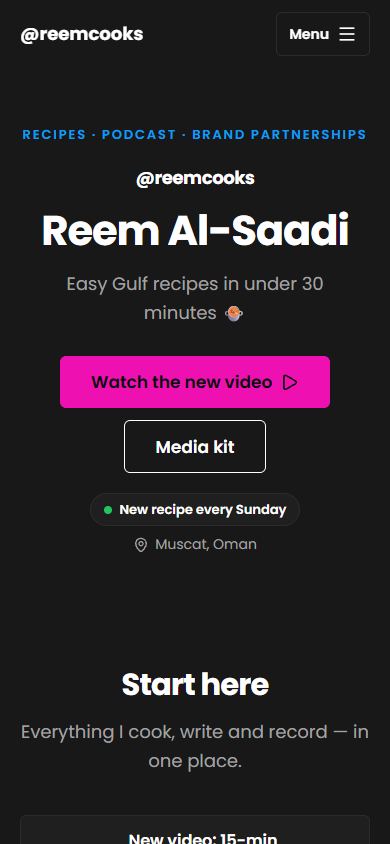 @reemcooks
Menu
RECIPES · PODCAST · BRAND PARTNERSHIPS
@reemcooks
Reem Al-Saadi
Easy Gulf recipes in under 30
minutes 🥘
Watch the new video
Media kit
New recipe every Sunday
Muscat, Oman
Start here
Everything I cook, write and record — in
one place.
New video: 15-min